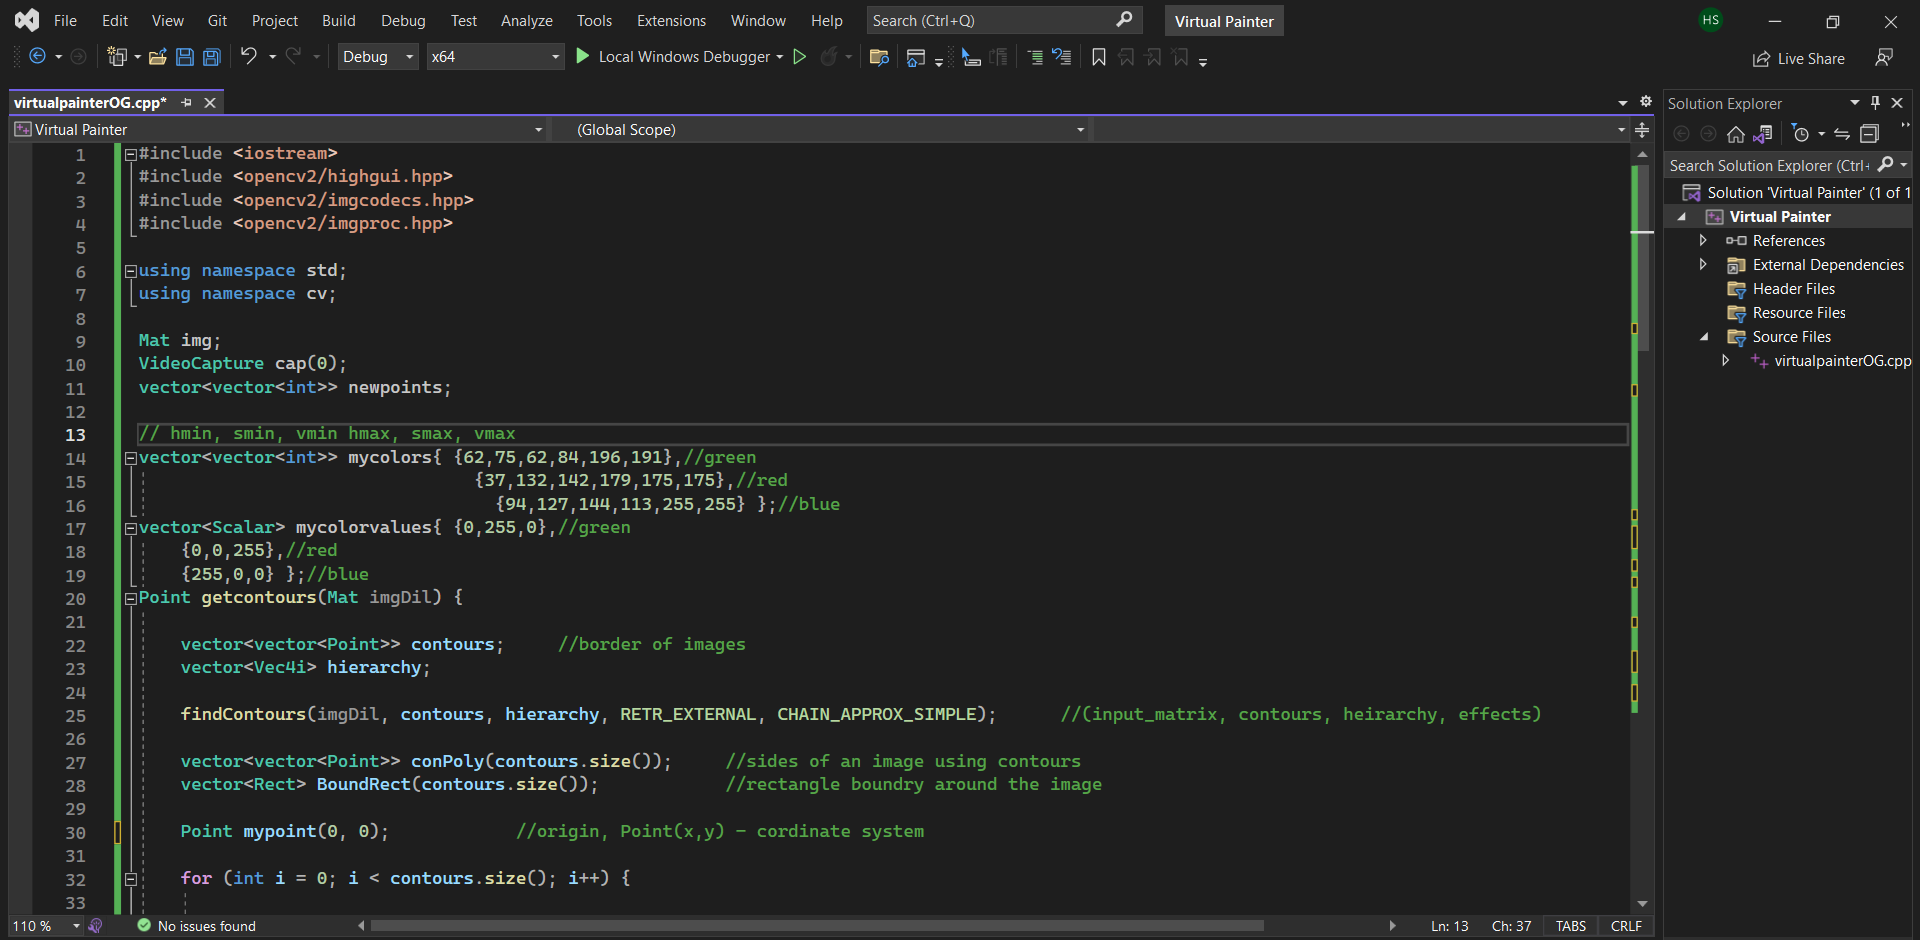 File Edit View Git Project Build Debug Test Analyze Tools Extensions Window Help Search (Ctrl+Q) Virtual Painter HS
Debug x64 Local Windows Debugger Live Share
virtualpainterOG.cpp*
Virtual Painter (Global Scope)
1 #include <iostream>
2 #include <opencv2/highgui.hpp>
3 #include <opencv2/imgcodecs.hpp>
4 #include <opencv2/imgproc.hpp>
5
6 using namespace std;
7 using namespace cv;
8
9 Mat img;
10 VideoCapture cap(0);
11 vector<vector<int>> newpoints;
12
13 // hmin, smin, vmin hmax, smax, vmax
14 vector<vector<int>> mycolors{ {62,75,62,84,196,191},//green
15 {37,132,142,179,175,175},//red
16 {94,127,144,113,255,255} };//blue
17 vector<Scalar> mycolorvalues{ {0,255,0},//green
18 {0,0,255},//red
19 {255,0,0} };//blue
20 Point getcontours(Mat imgDil) {
21
22 vector<vector<Point>> contours; //border of images
23 vector<Vec4i> hierarchy;
24
25 findContours(imgDil, contours, hierarchy, RETR_EXTERNAL, CHAIN_APPROX_SIMPLE); //(input_matrix, contours, heirarchy, effects)
26
27 vector<vector<Point>> conPoly(contours.size()); //sides of an image using contours
28 vector<Rect> BoundRect(contours.size()); //rectangle boundry around the image
29
30 Point mypoint(0, 0); //origin, Point(x,y) - cordinate system
31
32 for (int i = 0; i < contours.size(); i++) {
33
110 % No issues found Ln: 13 Ch: 37 TABS CRLF
Solution Explorer
Search Solution Explorer (Ctrl+
Solution 'Virtual Painter' (1 of 1
Virtual Painter
References
External Dependencies
Header Files
Resource Files
Source Files
virtualpainterOG.cpp